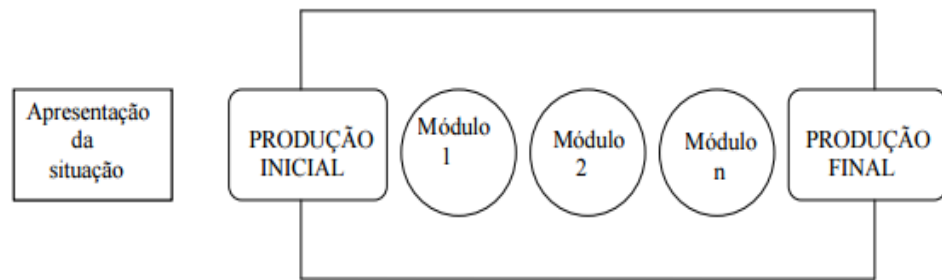 Apresentação
da
situação
PRODUÇÃO
INICIAL
Módulo
1
Módulo
2
Módulo
n
PRODUÇÃO
FINAL